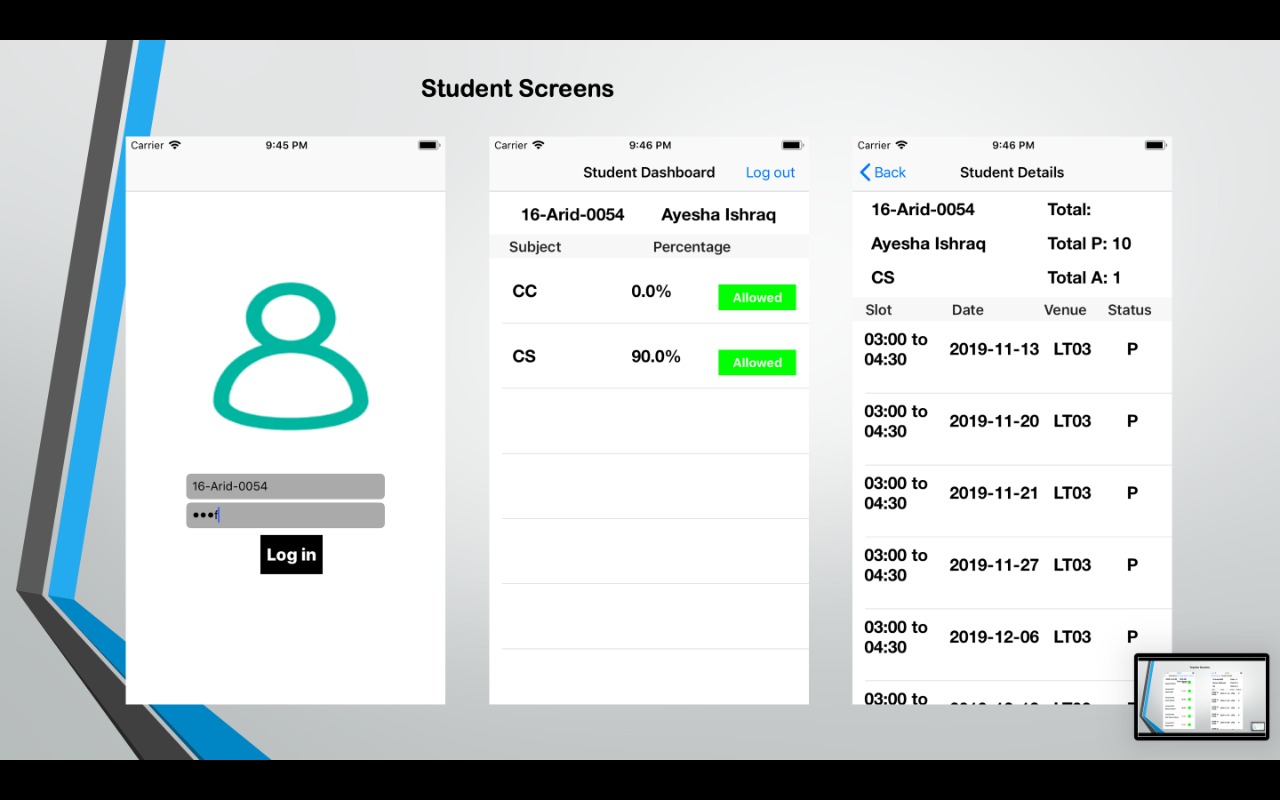 Student Screens
Carrier 9:45 PM
16-Arid-0054
•••f
Log in
Carrier 9:46 PM
Student Dashboard Log out
16-Arid-0054 Ayesha Ishraq
Subject Percentage
CC 0.0% Allowed
CS 90.0% Allowed
Carrier 9:46 PM
Back Student Details
16-Arid-0054 Total:
Ayesha Ishraq Total P: 10
CS Total A: 1
Slot Date Venue Status
03:00 to
04:30 2019-11-13 LT03 P
03:00 to
04:30 2019-11-20 LT03 P
03:00 to
04:30 2019-11-21 LT03 P
03:00 to
04:30 2019-11-27 LT03 P
03:00 to
04:30 2019-12-06 LT03 P
03:00 to